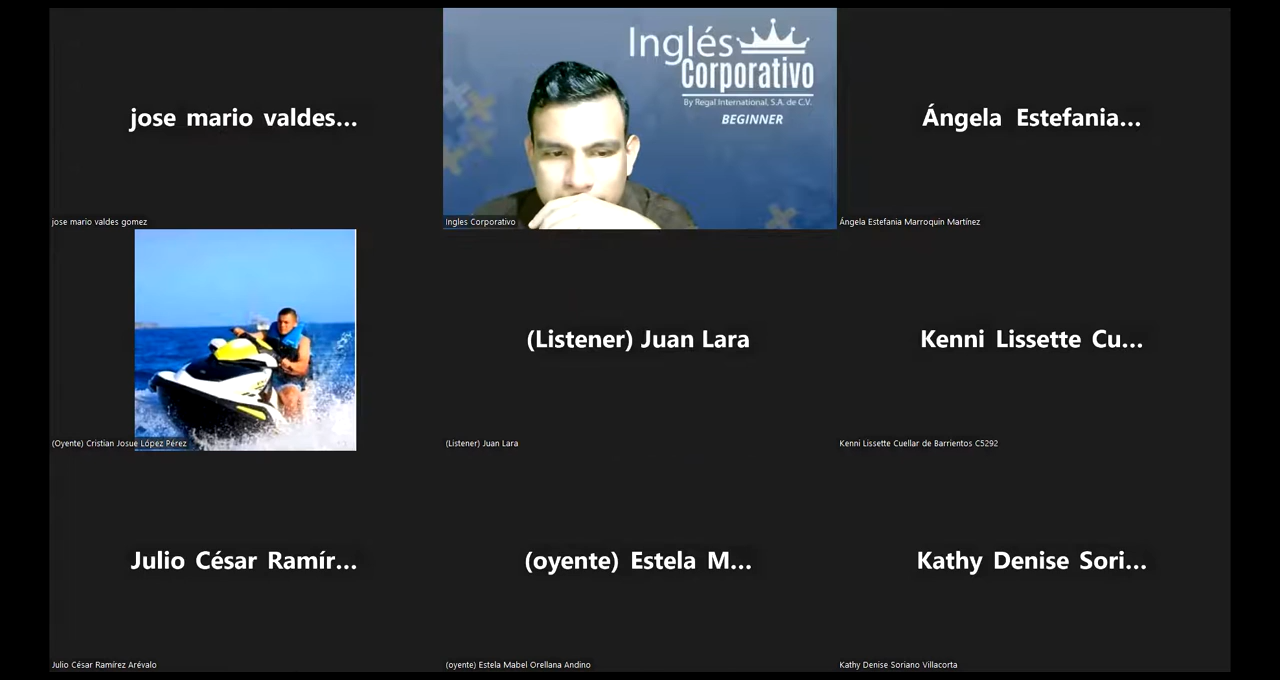 jose mario valdes...
jose mario valdes gomez
Inglés
Corporativo
By Regal International, S.A. de C.V.
BEGINNER
Ingles Corporativo
Ángela Estefania...
Ángela Estefania Marroquin Martínez
(Oyente) Cristian Josue López Pérez
(Listener) Juan Lara
(Listener) Juan Lara
Kenni Lissette Cu...
Kenni Lissette Cuellar de Barrientos C5292
Julio César Ramír...
Julio César Ramírez Arévalo
(oyente) Estela M...
(oyente) Estela Mabel Orellana Andino
Kathy Denise Sori...
Kathy Denise Soriano Villacorta